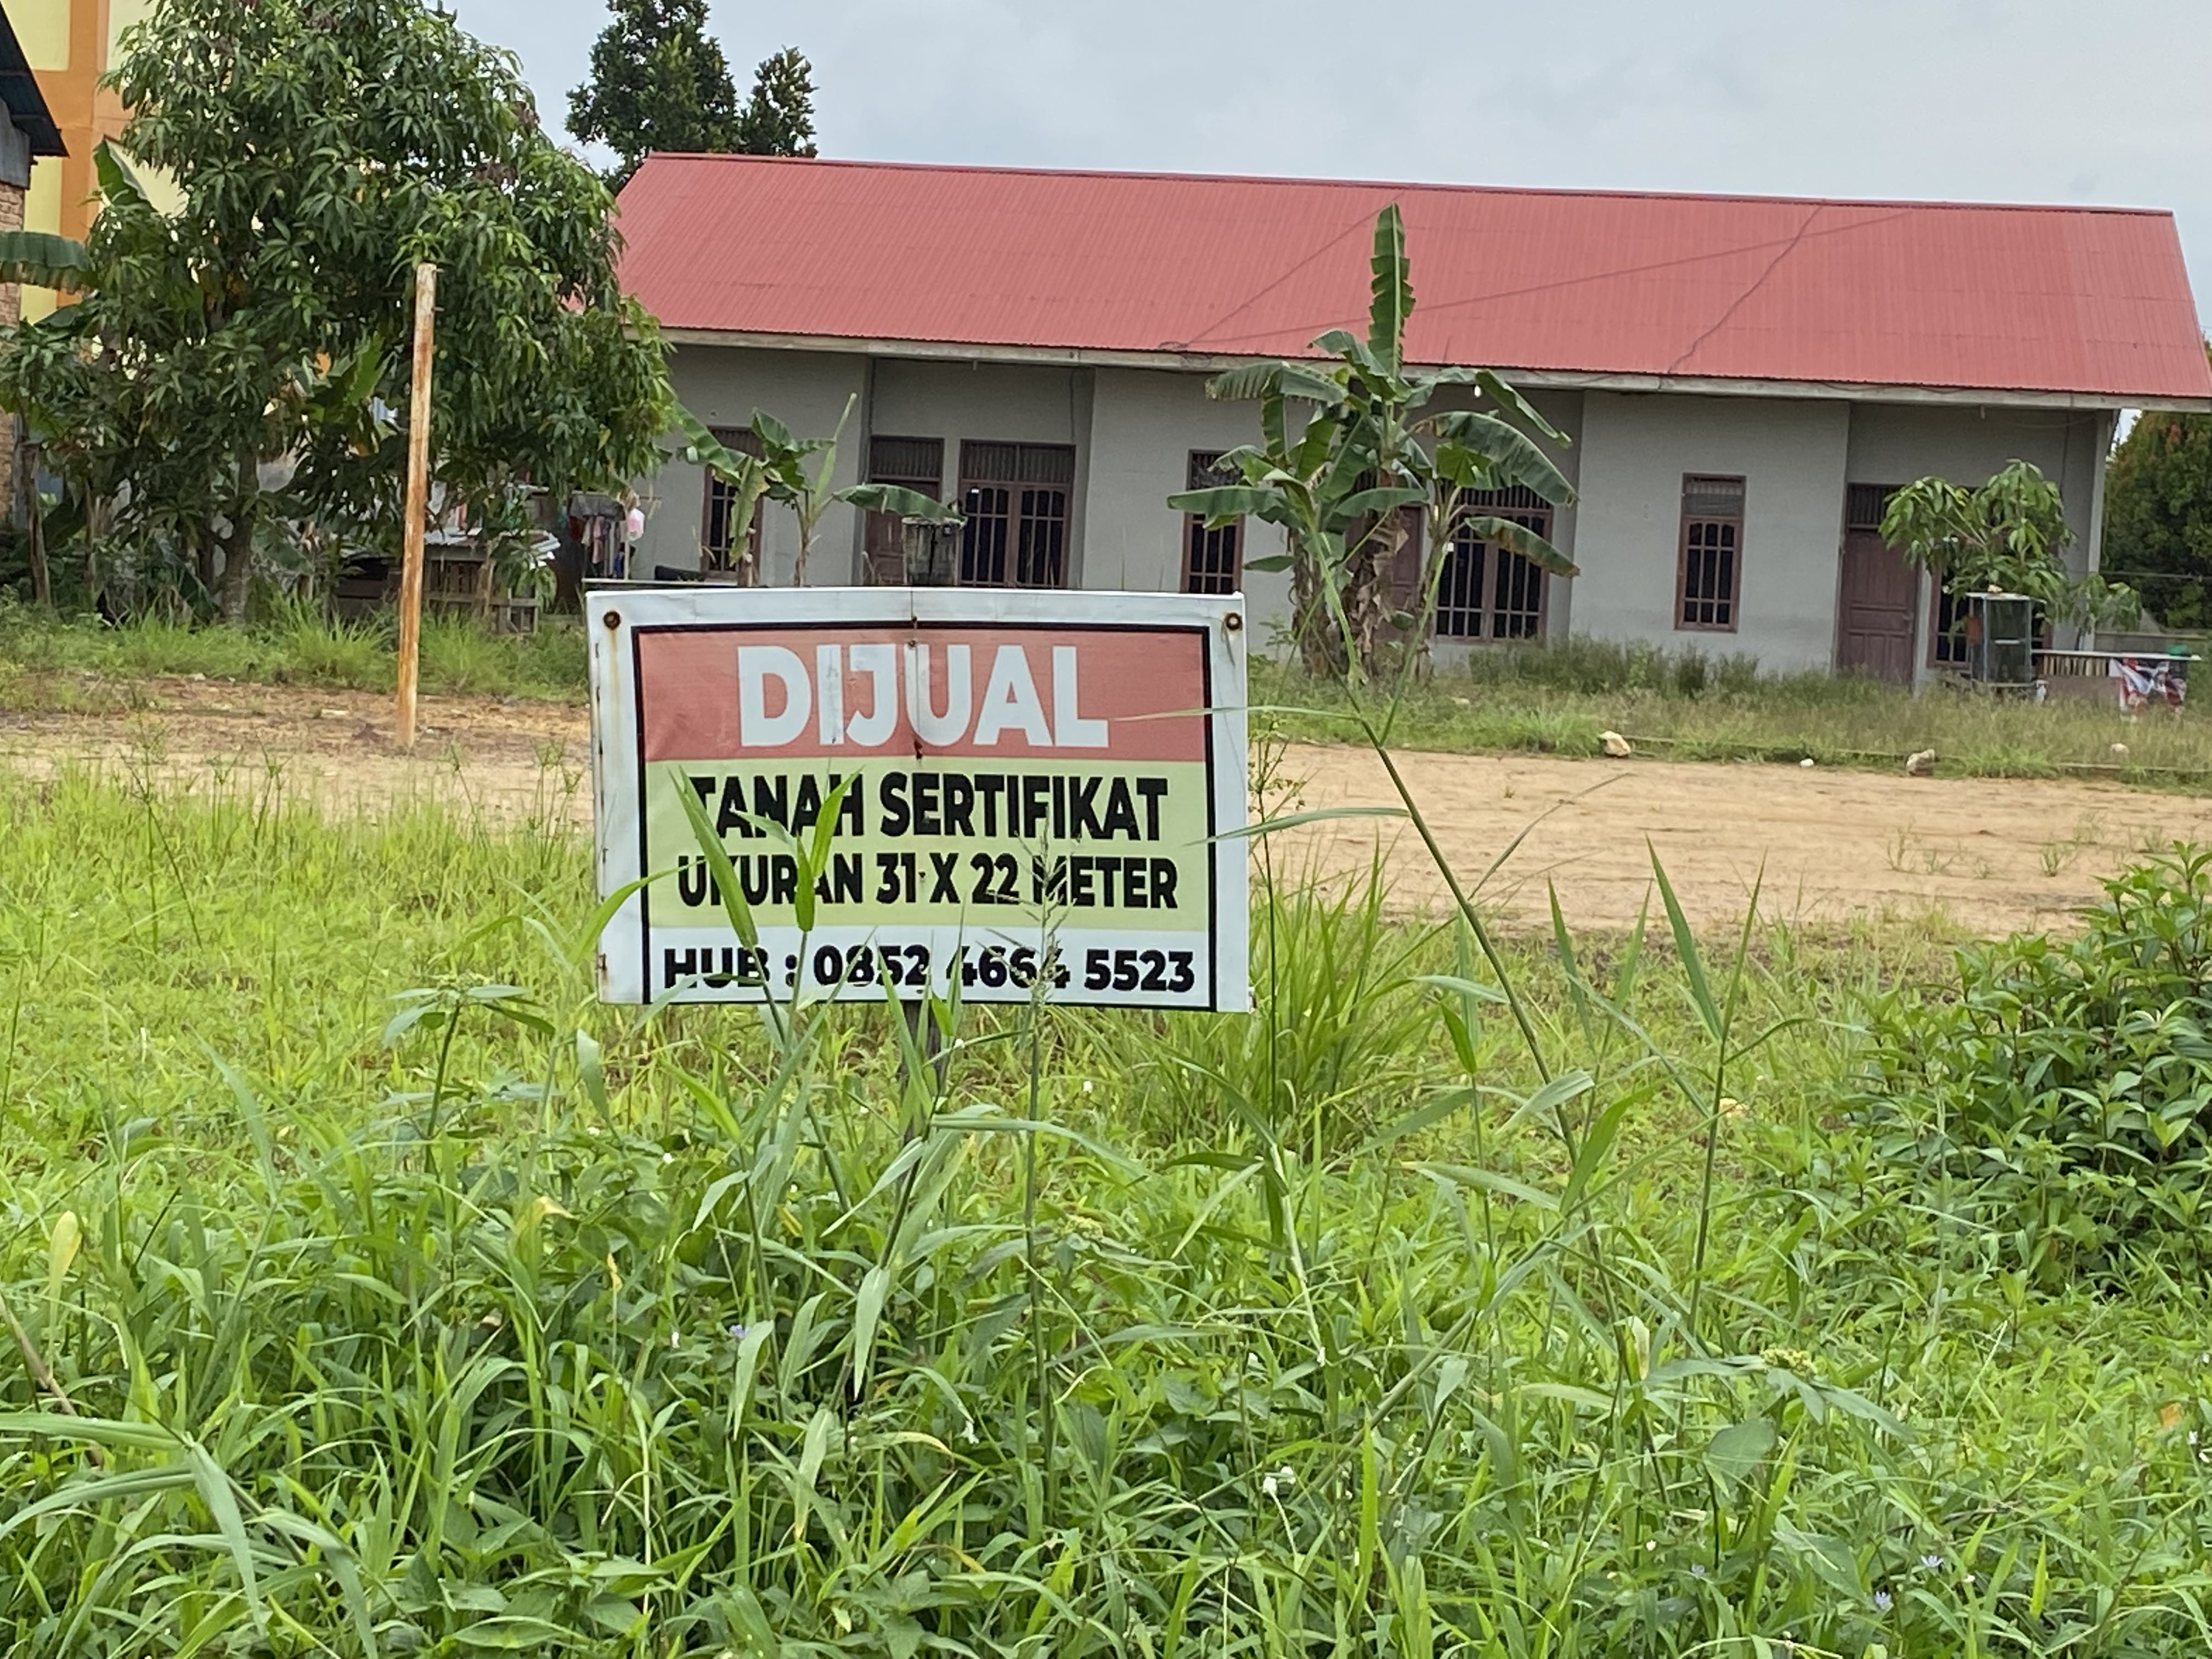 DIJUAL
TANAH SERTIFIKAT
UKURAN 31 X 22 METER
HUB : 0852 4664 5523